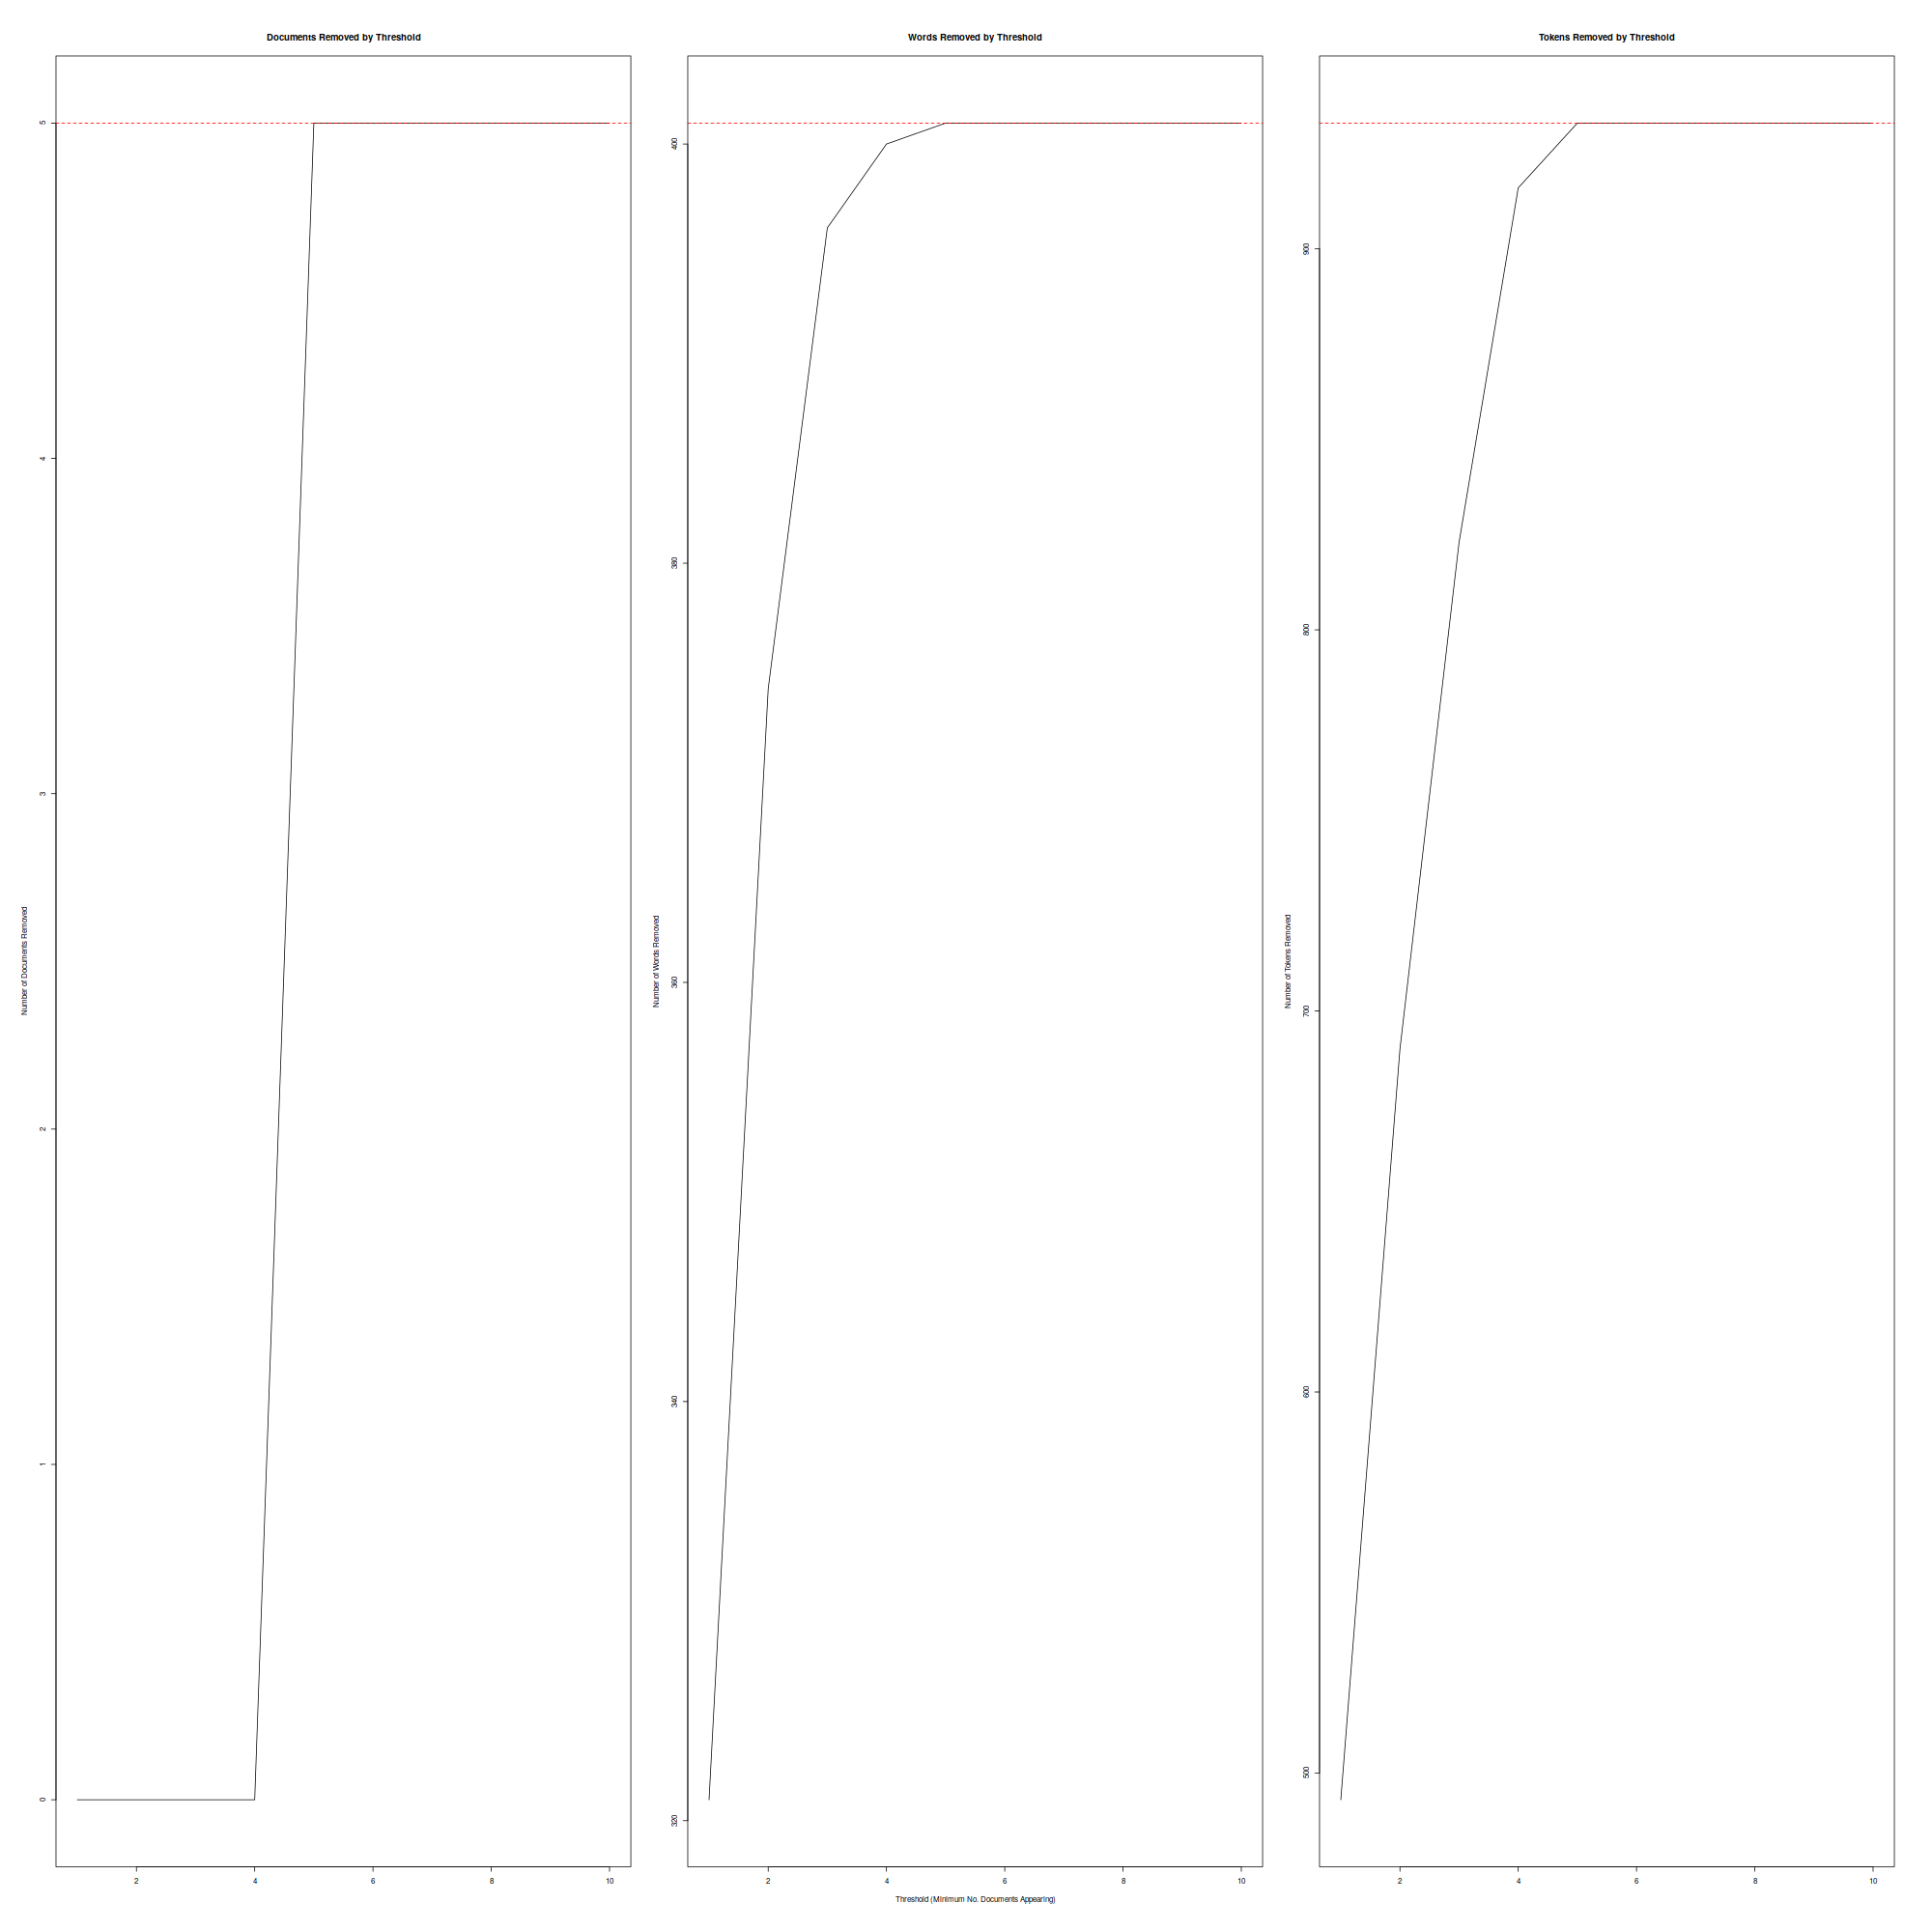 Documents Removed by Threshold
Number of Documents Removed
0
1
2
3
4
5
2 4 6 8 10
Words Removed by Threshold
Number of Words Removed
320
340
360
380
400
2 4 6 8 10
Threshold (Minimum No. Documents Appearing)
Tokens Removed by Threshold
Number of Tokens Removed
500
600
700
800
900
2 4 6 8 10